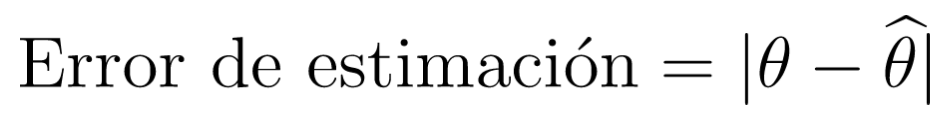 Error de estimación = |θ − θ̂|